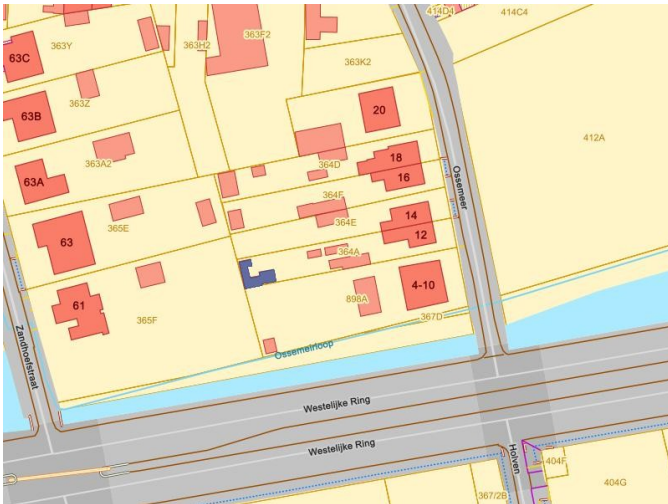 414D4
414C4
63C
363Y
363H2
363F2
363K2
63B
363Z
20
412A
363A2
364D
18
Ossemeer
63A
16
364F
365E
364E
14
63
12
364A
61
365F
898A
4-10
367D
Zandhoefstraat
Ossemeirloop
Westelijke Ring
Westelijke Ring
Holven
404F
404G
367/2B